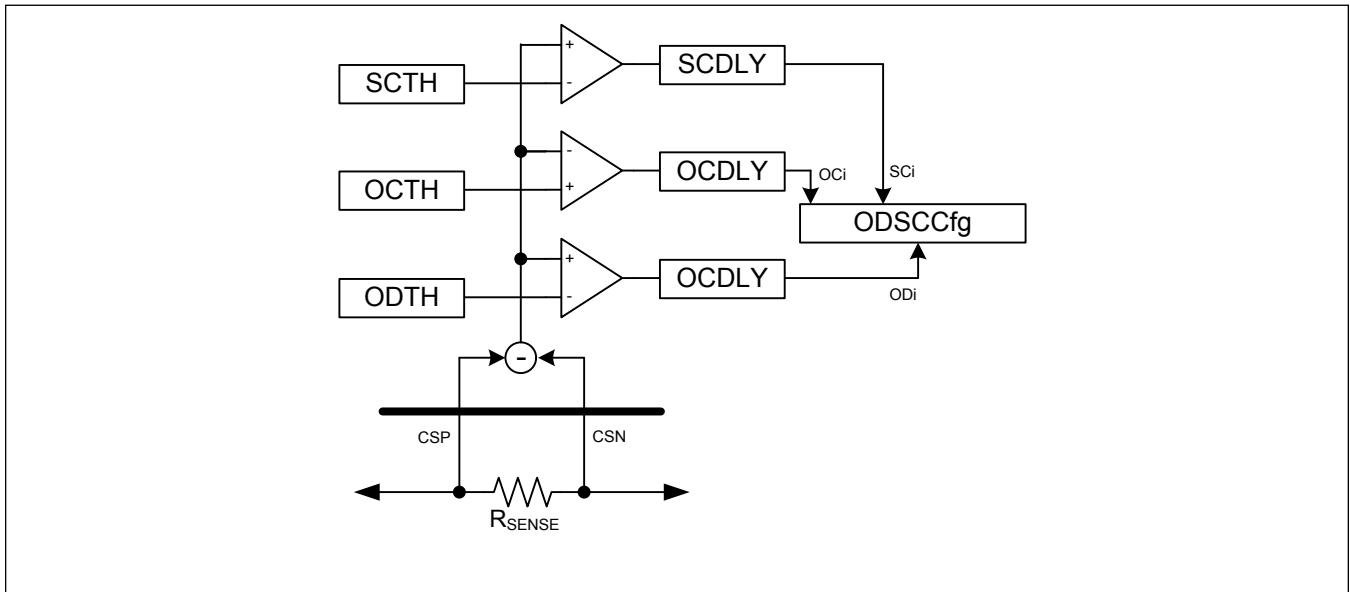 +
SCDLY
SCTH
-
-
OCDLY
OCi
SCi
OCTH
+
ODSCCfg
+
OCDLY
ODTH
-
ODi
-
CSP
CSN
RSENSE